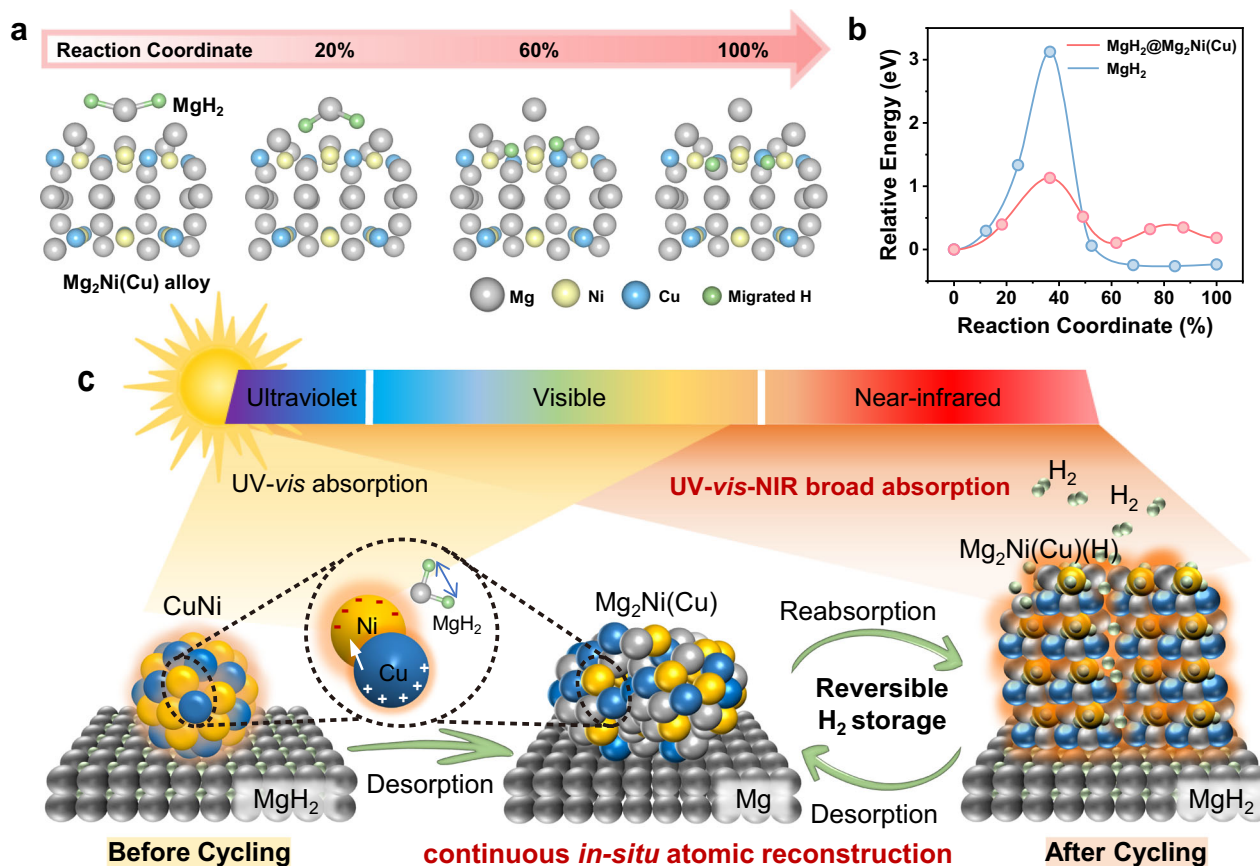 a
Reaction Coordinate 20% 60% 100%
MgH₂
Mg₂Ni(Cu) alloy
Mg Ni Cu Migrated H
b
MgH₂@Mg₂Ni(Cu)
MgH₂
Relative Energy (eV)
3
2
1
0
0 20 40 60 80 100
Reaction Coordinate (%)
c
Ultraviolet Visible Near-infrared
UV-vis absorption
UV-vis-NIR broad absorption
H₂
H₂
Mg₂Ni(Cu)(H)
CuNi
Ni
Cu
- - - - -
+ + + + +
MgH₂
Mg₂Ni(Cu)
Reabsorption
Reversible
H₂ storage
Desorption
Desorption
MgH₂
Mg
MgH₂
Before Cycling
continuous in-situ atomic reconstruction
After Cycling